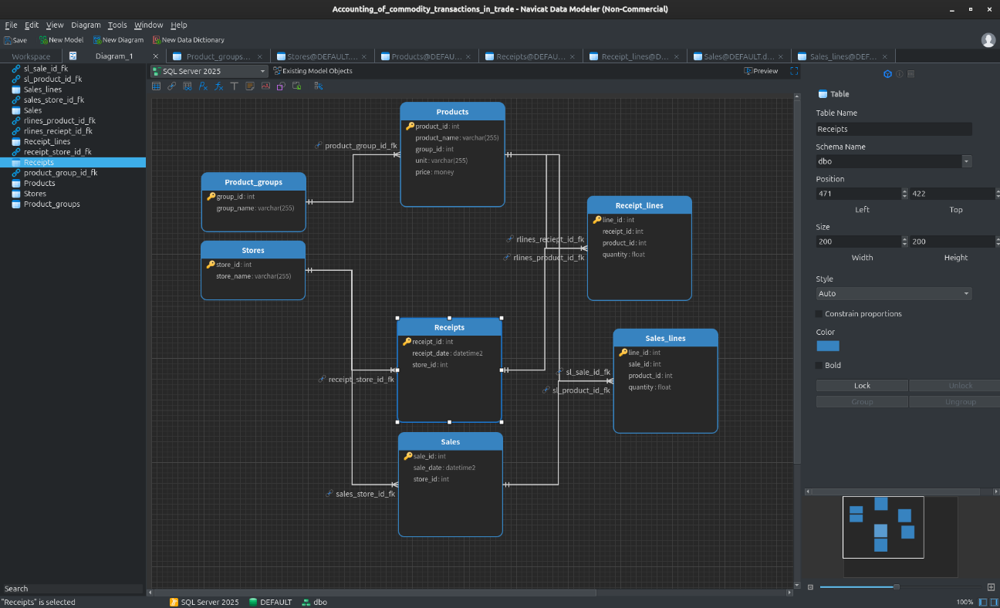 Accounting_of_commodity_transactions_in_trade - Navicat Data Modeler (Non-Commercial)
File Edit View Diagram Tools Window Help
Save New Model New Diagram New Data Dictionary
Workspace Diagram_1 Product_groups... Stores@DEFAULT.... Products@DEFAU... Receipts@DEFAU... Receipt_lines@D... Sales@DEFAULT.d... Sales_lines@DEF...
SQL Server 2025 Existing Model Objects Preview
sl_sale_id_fk
sl_product_id_fk
Sales_lines
sales_store_id_fk
Sales
rlines_product_id_fk
rlines_reciept_id_fk
Receipt_lines
receipt_store_id_fk
Receipts
product_group_id_fk
Products
Stores
Product_groups
Search
Products
product_id: int
product_name: varchar(255)
group_id: int
unit: varchar(255)
price: money
product_group_id_fk
Product_groups
group_id: int
group_name: varchar(255)
Stores
store_id: int
store_name: varchar(255)
Receipt_lines
line_id: int
receipt_id: int
product_id: int
quantity: float
rlines_reciept_id_fk
rlines_product_id_fk
Receipts
receipt_id: int
receipt_date: datetime2
store_id: int
receipt_store_id_fk
Sales_lines
line_id: int
sale_id: int
product_id: int
quantity: float
sl_sale_id_fk
sl_product_id_fk
Sales
sale_id: int
sale_date: datetime2
store_id: int
sales_store_id_fk
Table
Table Name
Receipts
Schema Name
dbo
Position
471 422
Left Top
Size
200 200
Width Height
Style
Auto
Constrain proportions
Color
Bold
Lock Unlock
Group Ungroup
"Receipts" is selected SQL Server 2025 DEFAULT dbo 100%